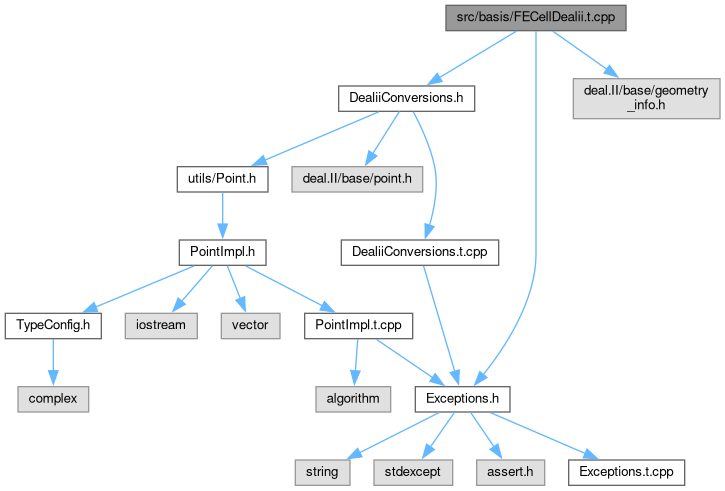 src/basis/FECellDealii.t.cpp
deal.II/base/geometry
_info.h
DealiiConversions.h
utils/Point.h
deal.II/base/point.h
PointImpl.h
DealiiConversions.t.cpp
TypeConfig.h
iostream
vector
PointImpl.t.cpp
complex
algorithm
Exceptions.h
string
stdexcept
assert.h
Exceptions.t.cpp